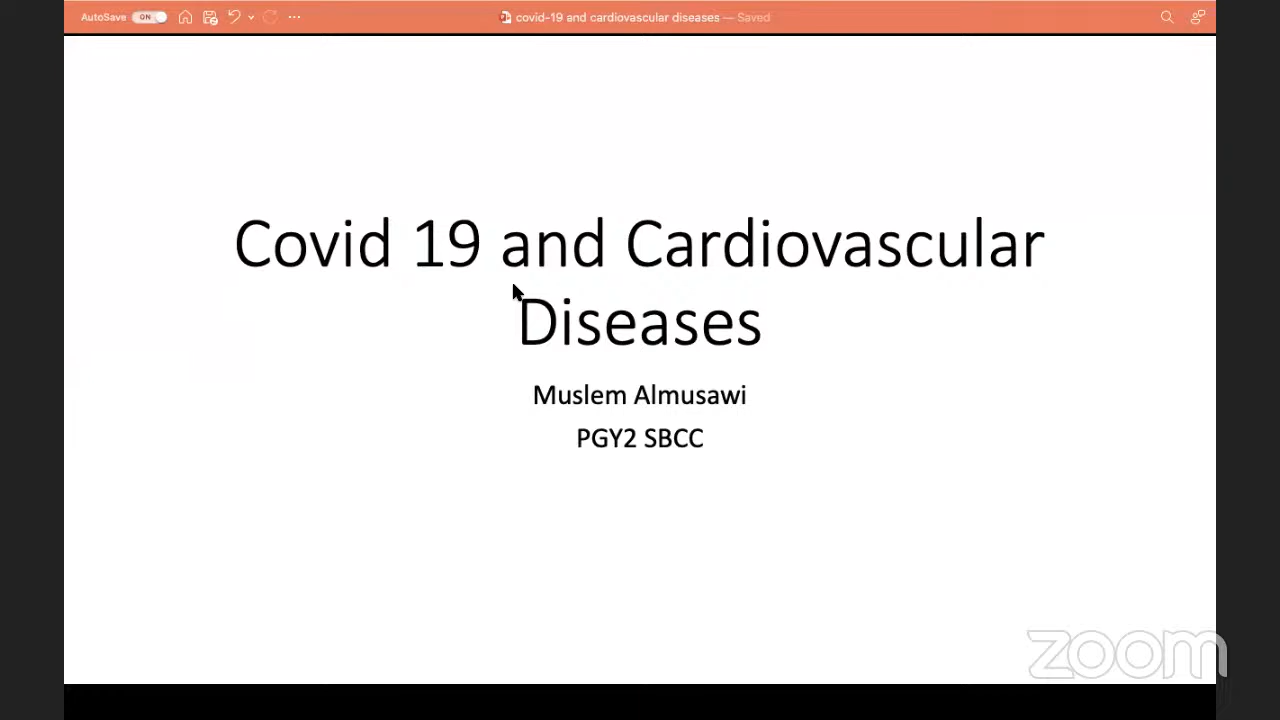 AutoSave ON covid-19 and cardiovascular diseases — Saved
Covid 19 and Cardiovascular
Diseases
Muslem Almusawi
PGY2 SBCC
zoom